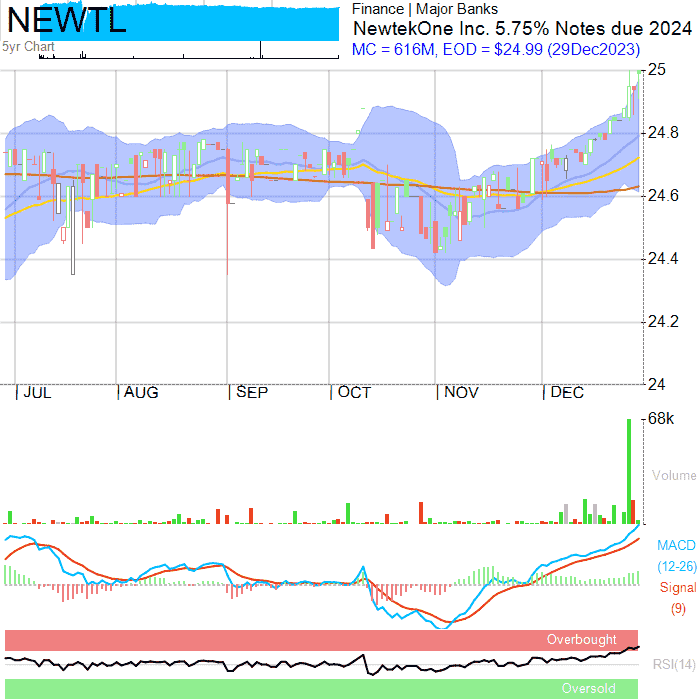 NEWTL
5yr Chart
Finance | Major Banks
NewtekOne Inc. 5.75% Notes due 2024
MC = 616M, EOD = $24.99 (29Dec2023)
25
24.8
24.6
24.4
24.2
24
JUL AUG SEP OCT NOV DEC
68k
Volume
MACD
(12-26)
Signal
(9)
Overbought
RSI(14)
Oversold